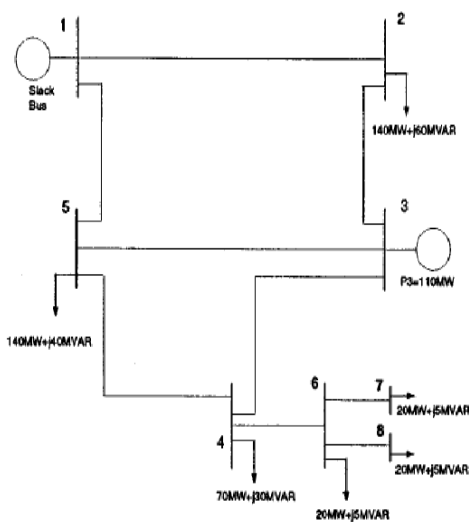 1
2
Slack
Bus
140MW+j60MVAR
5
3
P3=110MW
140MW+j40MVAR
6
7
20MW+j5MVAR
8
4
20MW+j5MVAR
70MW+j30MVAR
20MW+j5MVAR